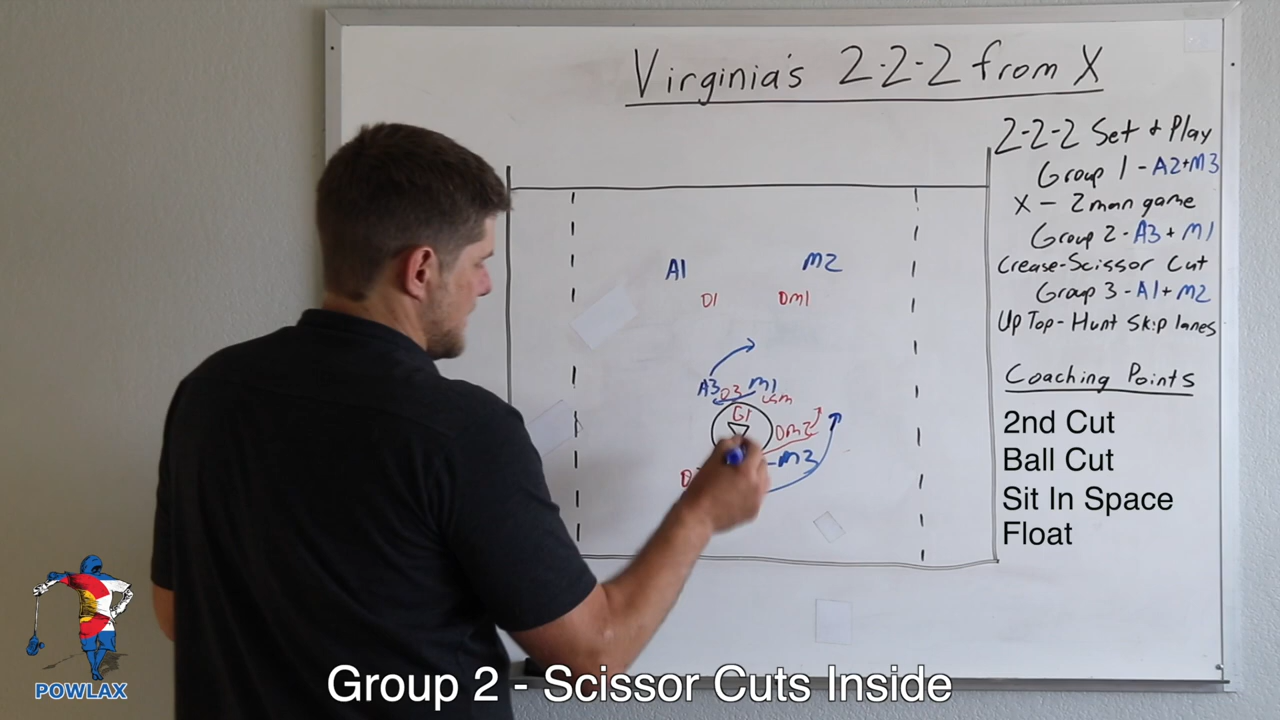 Virginia's 2-2-2 from X
2-2-2 Set + Play
Group 1 - A2+M3
X - 2 man game
Group 2 - A3 + M1
Crease-Scissor Cut
Group 3 - A1 + M2
Up Top - Hunt Skip lanes
Coaching Points
2nd Cut
Ball Cut
Sit In Space
Float
A1 M2
D1 DM1
A3 D3 M1
LSM
G1
DM2
M3
POWLAX
Group 2 - Scissor Cuts Inside